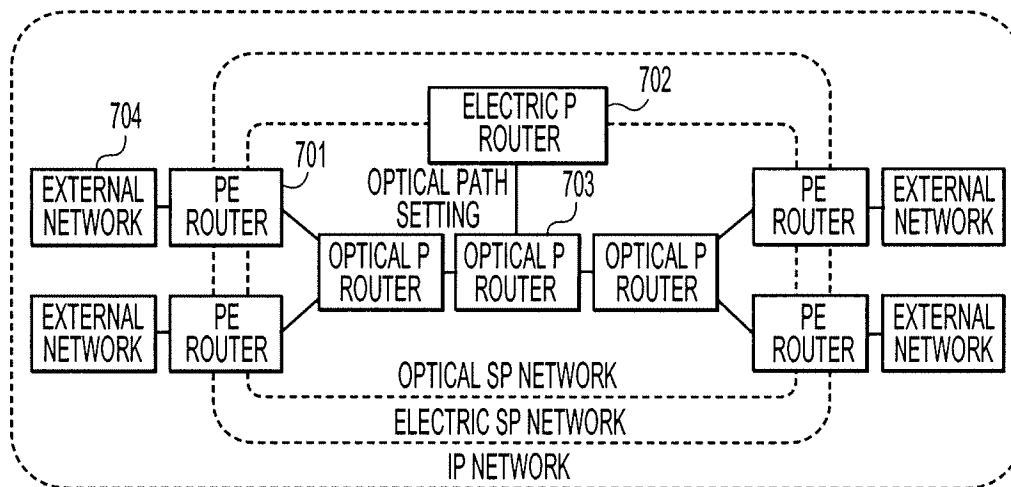 702
ELECTRIC P
ROUTER
704
701
EXTERNAL
NETWORK
PE
ROUTER
OPTICAL PATH
SETTING
703
PE
ROUTER
EXTERNAL
NETWORK
OPTICAL P
ROUTER
OPTICAL P
ROUTER
OPTICAL P
ROUTER
EXTERNAL
NETWORK
PE
ROUTER
PE
ROUTER
EXTERNAL
NETWORK
OPTICAL SP NETWORK
ELECTRIC SP NETWORK
IP NETWORK